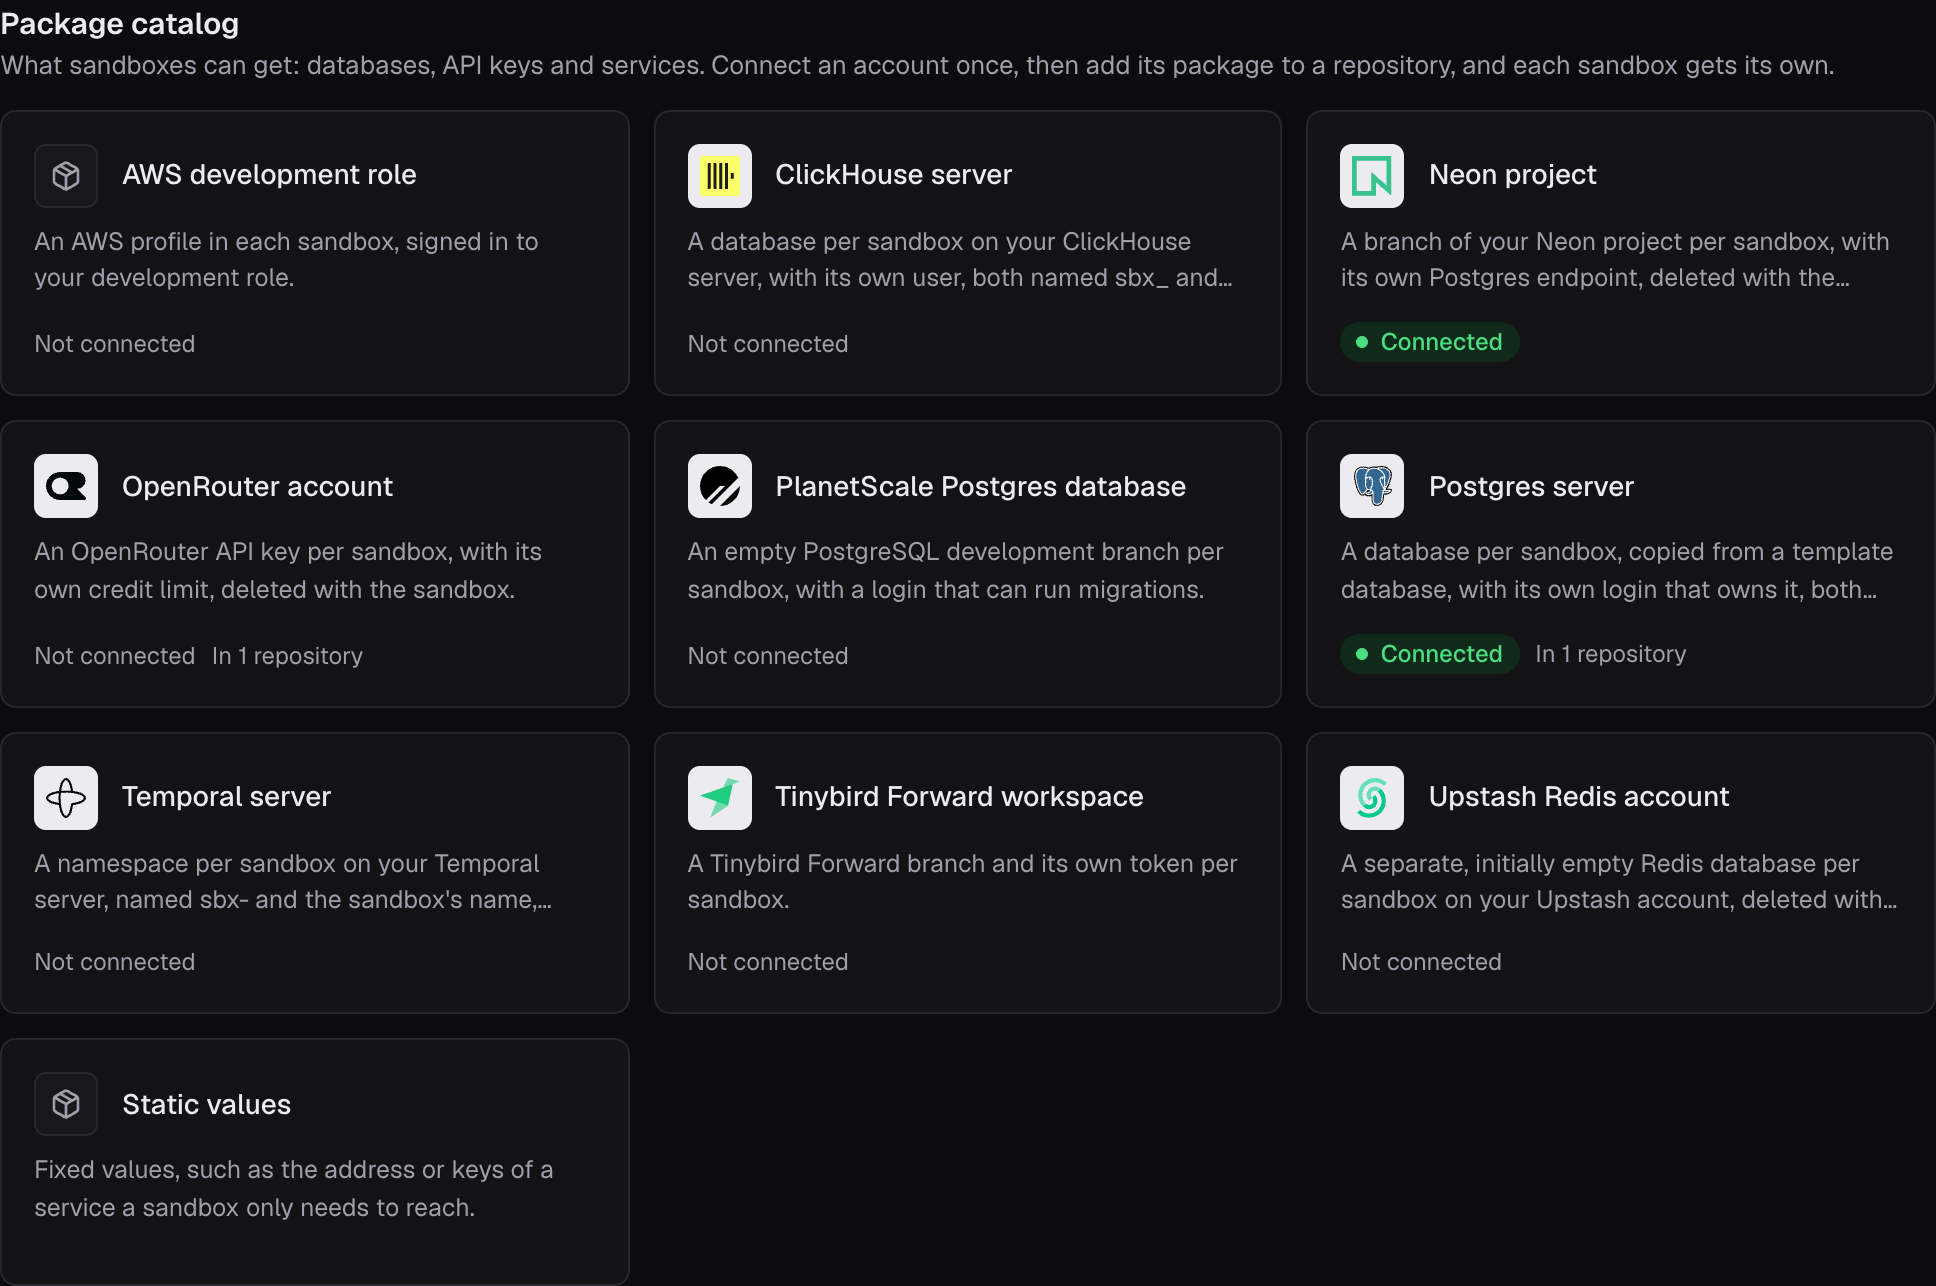 Package catalog
What sandboxes can get: databases, API keys and services. Connect an account once, then add its package to a repository, and each sandbox gets its own.
AWS development role
An AWS profile in each sandbox, signed in to
your development role.
Not connected
ClickHouse server
A database per sandbox on your ClickHouse
server, with its own user, both named sbx_ and...
Not connected
Neon project
A branch of your Neon project per sandbox, with
its own Postgres endpoint, deleted with the...
Connected
OpenRouter account
An OpenRouter API key per sandbox, with its
own credit limit, deleted with the sandbox.
Not connected In 1 repository
PlanetScale Postgres database
An empty PostgreSQL development branch per
sandbox, with a login that can run migrations.
Not connected
Postgres server
A database per sandbox, copied from a template
database, with its own login that owns it, both...
Connected In 1 repository
Temporal server
A namespace per sandbox on your Temporal
server, named sbx- and the sandbox's name,...
Not connected
Tinybird Forward workspace
A Tinybird Forward branch and its own token per
sandbox.
Not connected
Upstash Redis account
A separate, initially empty Redis database per
sandbox on your Upstash account, deleted with...
Not connected
Static values
Fixed values, such as the address or keys of a
service a sandbox only needs to reach.